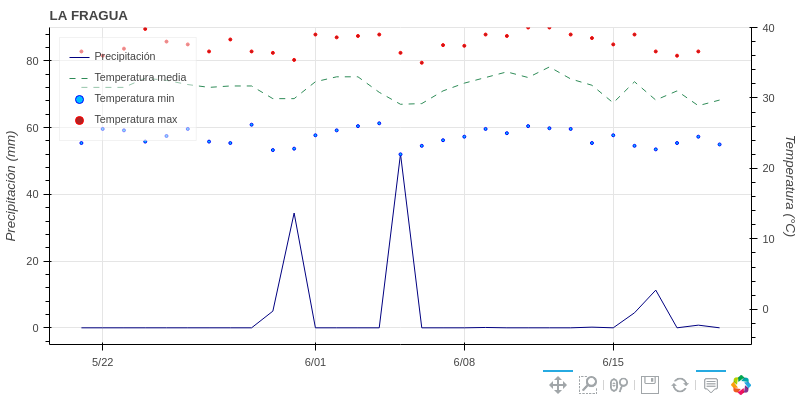 LA FRAGUA
Precipitación
Temperatura media
Temperatura min
Temperatura max
Precipitación (mm)
80
60
40
20
0
Temperatura (°C)
40
30
20
10
0
5/22
6/01
6/08
6/15